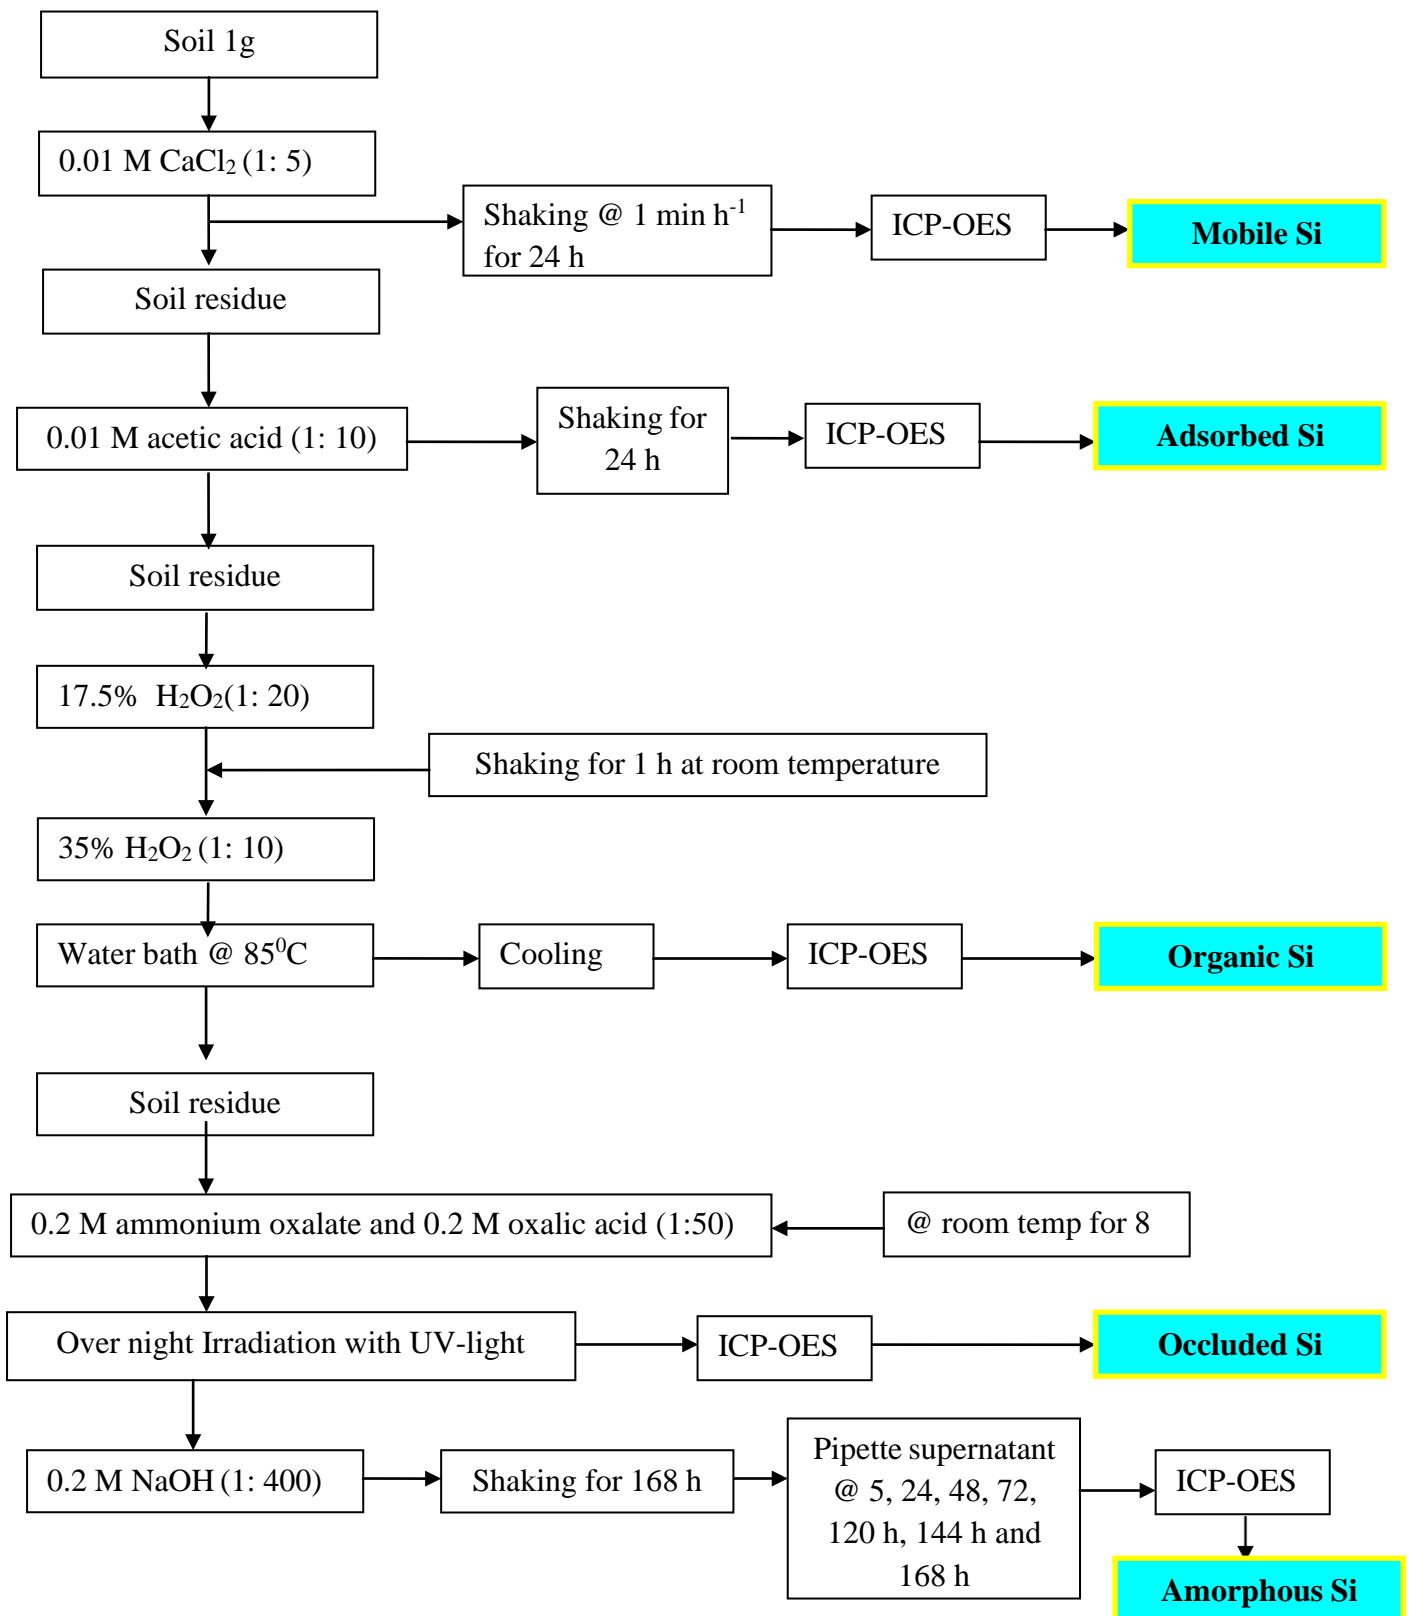 Soil 1g
0.01 M CaCl₂ (1: 5)
Shaking @ 1 min h⁻¹
for 24 h
ICP-OES
Mobile Si
Soil residue
0.01 M acetic acid (1: 10)
Shaking for
24 h
ICP-OES
Adsorbed Si
Soil residue
17.5% H₂O₂(1: 20)
Shaking for 1 h at room temperature
35% H₂O₂ (1: 10)
Water bath @ 85⁰C
Cooling
ICP-OES
Organic Si
Soil residue
0.2 M ammonium oxalate and 0.2 M oxalic acid (1:50)
@ room temp for 8
Over night Irradiation with UV-light
ICP-OES
Occluded Si
0.2 M NaOH (1: 400)
Shaking for 168 h
Pipette supernatant
@ 5, 24, 48, 72,
120 h, 144 h and
168 h
ICP-OES
Amorphous Si